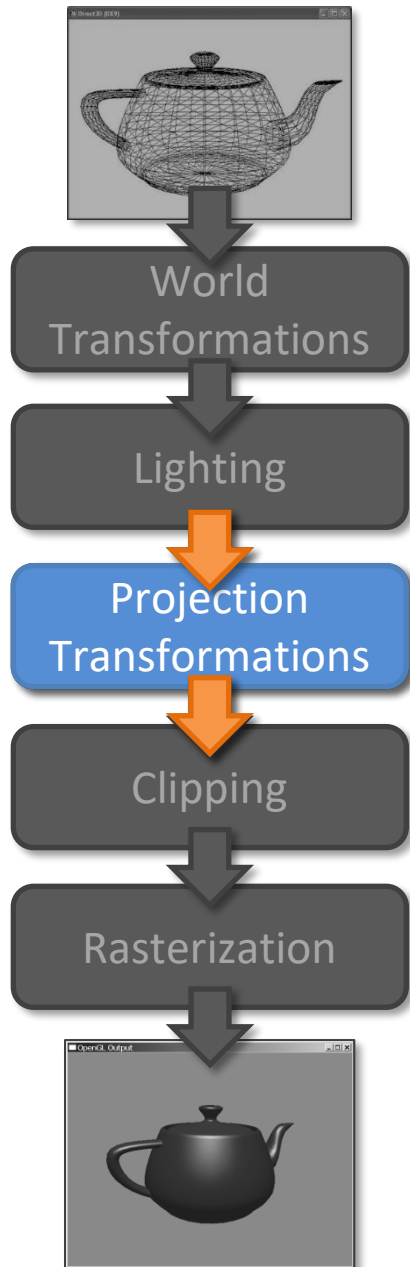 World
Transformations
Lighting
Projection
Transformations
Clipping
Rasterization
OpenGL Output